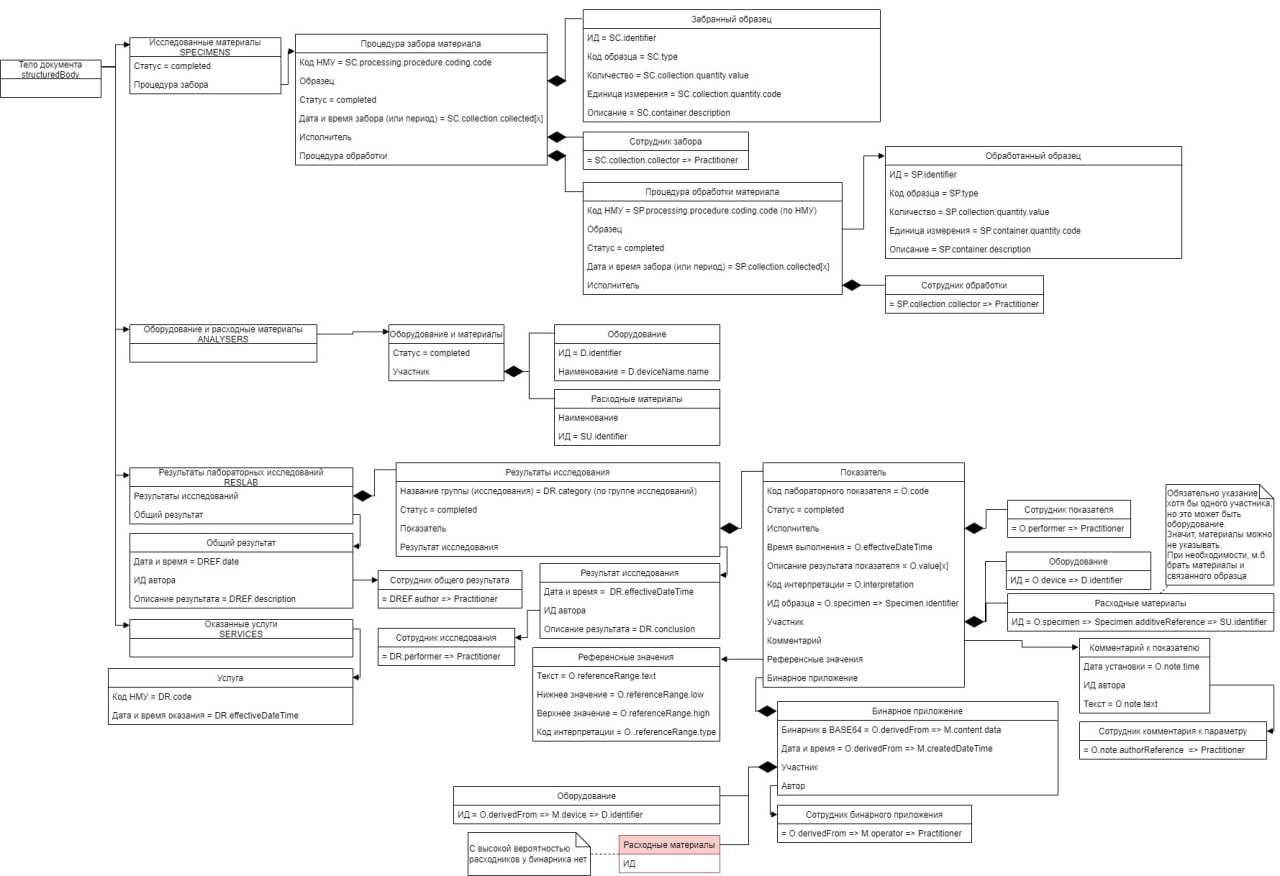 Тело документа
structuredBody
Исследованные материалы
SPECIMENS
Статус = completed
Процедура забора
Процедура забора материала
Код НМУ = SC.processing.procedure.coding.code
Образец
Статус = completed
Дата и время забора (или период) = SC.collection.collected[x]
Исполнитель
Процедура обработки
Забранный образец
ИД = SC.identifier
Код образца = SC.type
Количество = SC.collection.quantity.value
Единица измерения = SC.collection.quantity.code
Описание = SC.container.description
Сотрудник забора
= SC.collection.collector => Practitioner
Процедура обработки материала
Код НМУ = SP.processing.procedure.coding.code (по НМУ)
Образец
Статус = completed
Дата и время забора (или период) = SP.collection.collected[x]
Исполнитель
Обработанный образец
ИД = SP.identifier
Код образца = SP.type
Количество = SP.collection.quantity.value
Единица измерения = SP.container.quantity.code
Описание = SP.container.description
Сотрудник обработки
= SP.collection.collector => Practitioner
Оборудование и расходные материалы
ANALYSERS
Оборудование и материалы
Статус = completed
Участник
Оборудование
ИД = D.identifier
Наименование = D.deviceName.name
Расходные материалы
Наименование
ИД = SU.identifier
Результаты лабораторных исследований
RESLAB
Результаты исследований
Общий результат
Общий результат
Дата и время = DREF.date
ИД автора
Описание результата = DREF.description
Сотрудник общего результата
= DREF.author => Practitioner
Оказанные услуги
SERVICES
Услуга
Код НМУ = DR.code
Дата и время оказания = DR.effectiveDateTime
Результаты исследования
Название группы (исследования) = DR.category (по группе исследований)
Статус = completed
Показатель
Результат исследования
Результат исследования
Дата и время =  DR.effectiveDateTime
ИД автора
Описание результата = DR.conclusion
Сотрудник исследования
= DR.performer => Practitioner
Референсные значения
Текст = O.referenceRange.text
Нижнее значение = O.referenceRange.low
Верхнее значение = O.referenceRange.high
Код интерпретации = O..referenceRange.type
Показатель
Код лабораторного показателя = O.code
Статус = completed
Исполнитель
Время выполнения = O.effectiveDateTime
Описание результата показателя = O.value[x]
Код интерпретации = O.interpretation
ИД образца = O.specimen => Specimen.identifier
Участник
Комментарий
Референсные значения
Бинарное приложение
Сотрудник показателя
= O.performer => Practitioner
Оборудование
ИД = O.device => D.identifier
Расходные материалы
ИД = O.specimen => Specimen.additiveReference => SU.identifier
Обязательно указание
хотя бы одного участника,
но это может быть
оборудование.
Значит, материалы можно
не указывать.
При необходимости, м.б.
брать материалы и
связанного образца
Комментарий к показателю
Дата установки = O.note.time
ИД автора
Текст = O.note.text
Сотрудник комментария к параметру
= O.note.authorReference  => Practitioner
Бинарное приложение
Бинарник в BASE64 = O.derivedFrom => M.content.data
Дата и время = O.derivedFrom => M.createdDateTime
Участник
Автор
Оборудование
ИД = O.derivedFrom => M.device => D.identifier
Сотрудник бинарного приложения
= O.derivedFrom => M.operator => Practitioner
С высокой вероятностью
расходников у бинарника нет
Расходные материалы
ИД